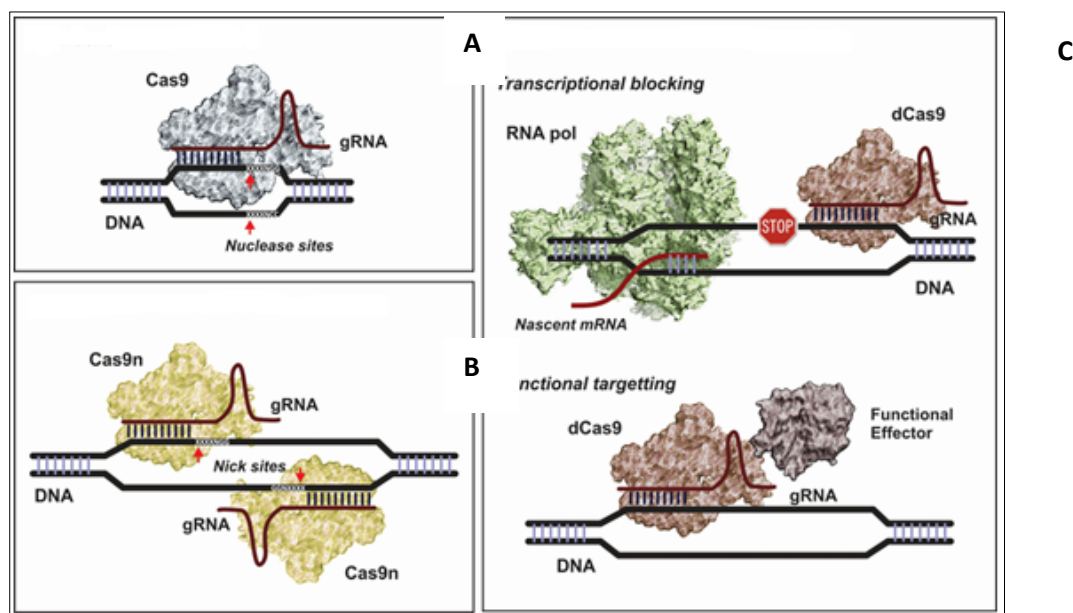 A
Cas9
gRNA
DNA
Nuclease sites
B
Cas9n
gRNA
Nick sites
DNA
gRNA
Cas9n
C
Transcriptional blocking
dCas9
RNA pol
gRNA
STOP
DNA
Nascent mRNA
nctional targetting
dCas9
Functional
Effector
gRNA
DNA